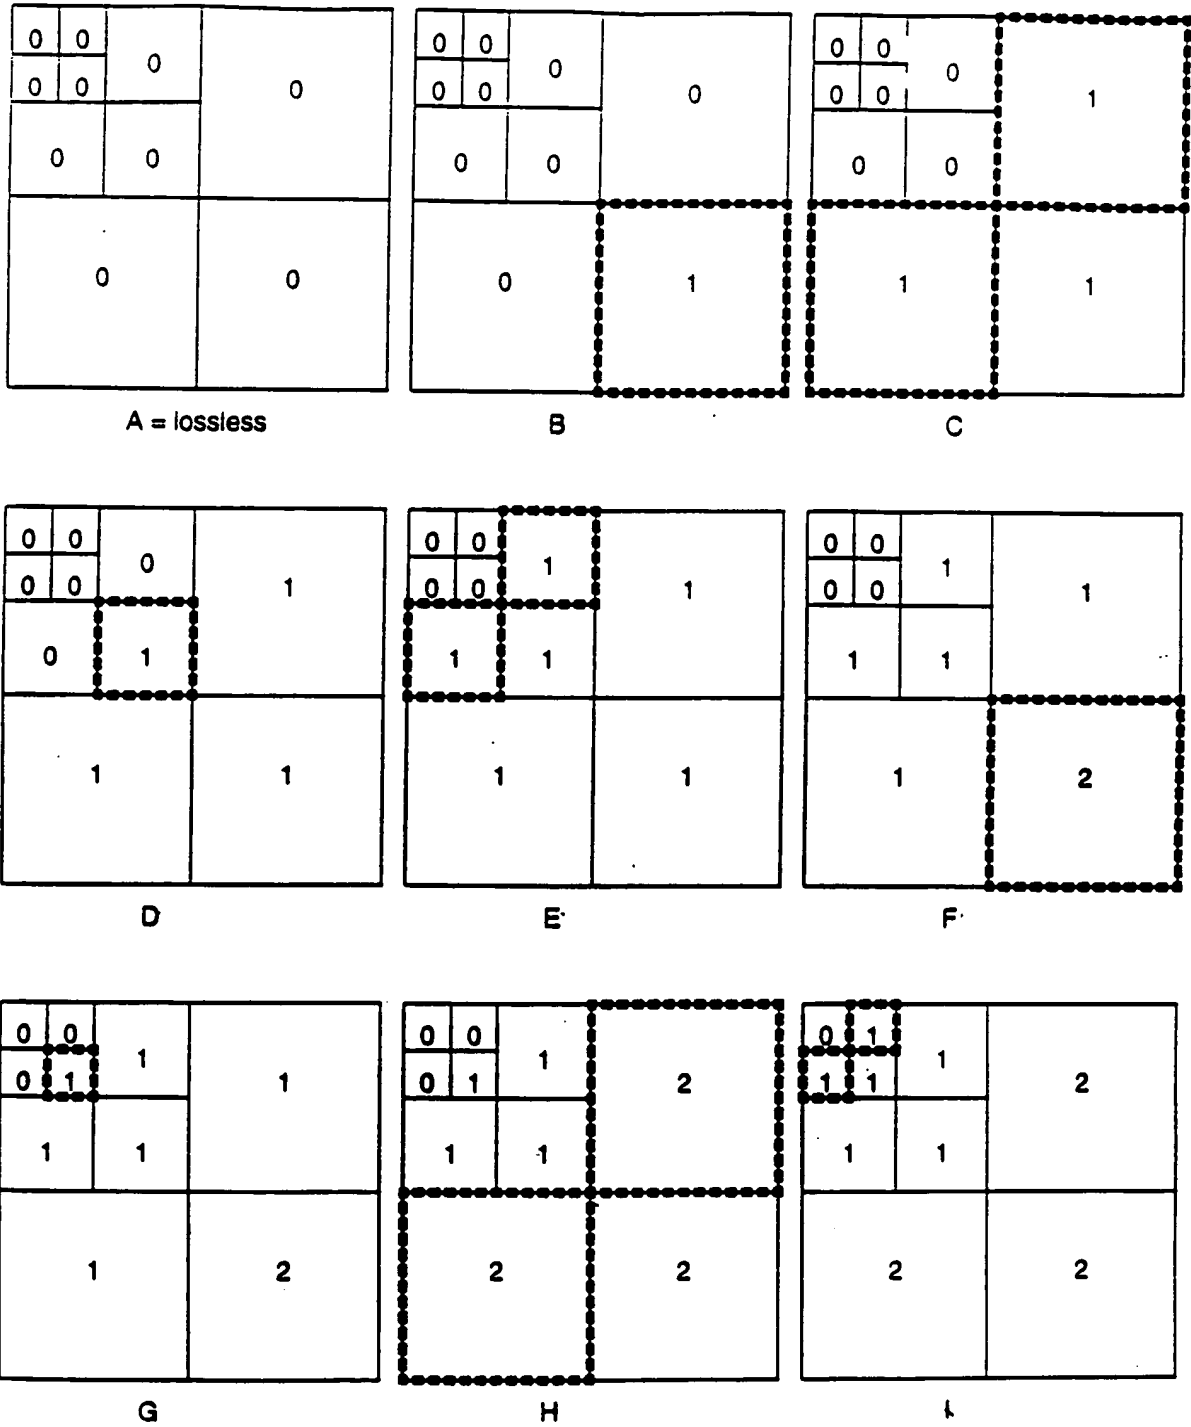 0 0 0 0 0 0 0 0 0 0
0 0 0 0
0 0 0 0 0 0 1
0 0 0 0 0 0
0 0 0 1 1 1
A = lossless B C
0 0 0 0 0 1 0 0 1
0 0 1 0 0 1 0 0 1
0 1 1 1 1 1
1 1 1 1 1 2
D E F
0 0 0 0 0 1
0 1 1 1 0 1 1 2 1 1 1 2
1 1 1 1 1 1
1 2 2 2 2 2
G H I